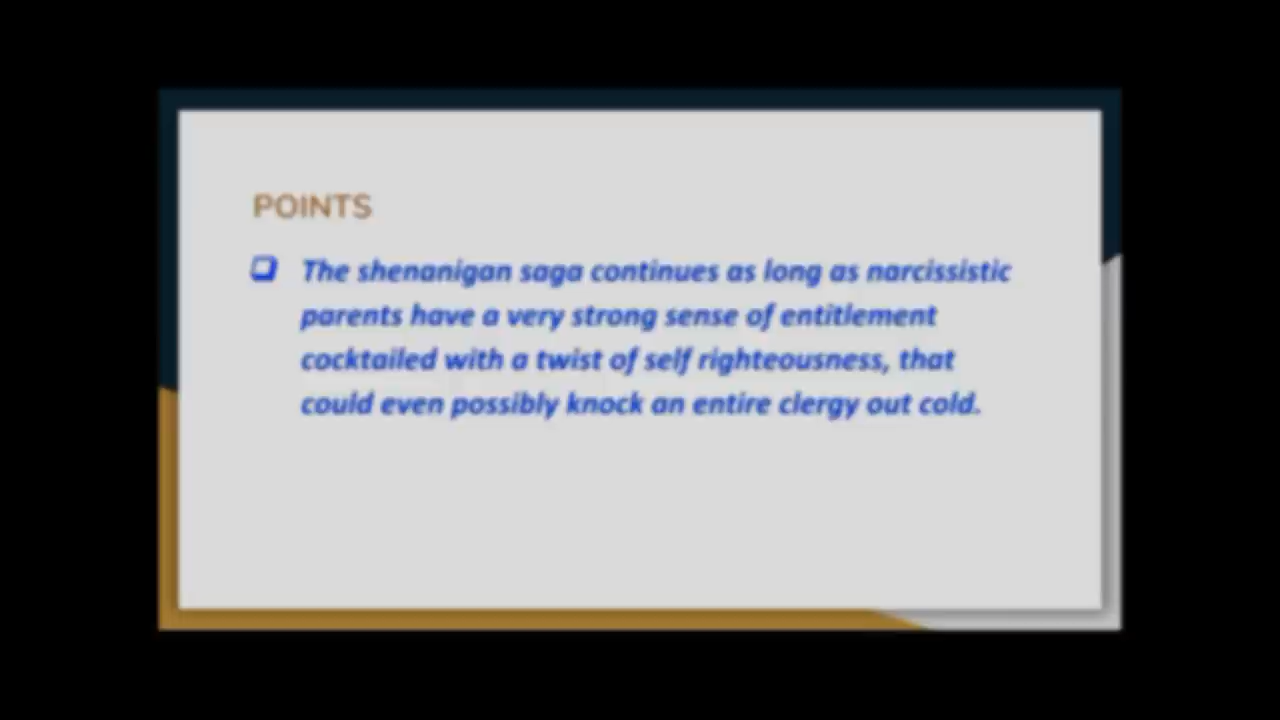 POINTS
The shenanigan saga continues as long as narcissistic
parents have a very strong sense of entitlement
cocktailed with a twist of self righteousness, that
could even possibly knock an entire clergy out cold.